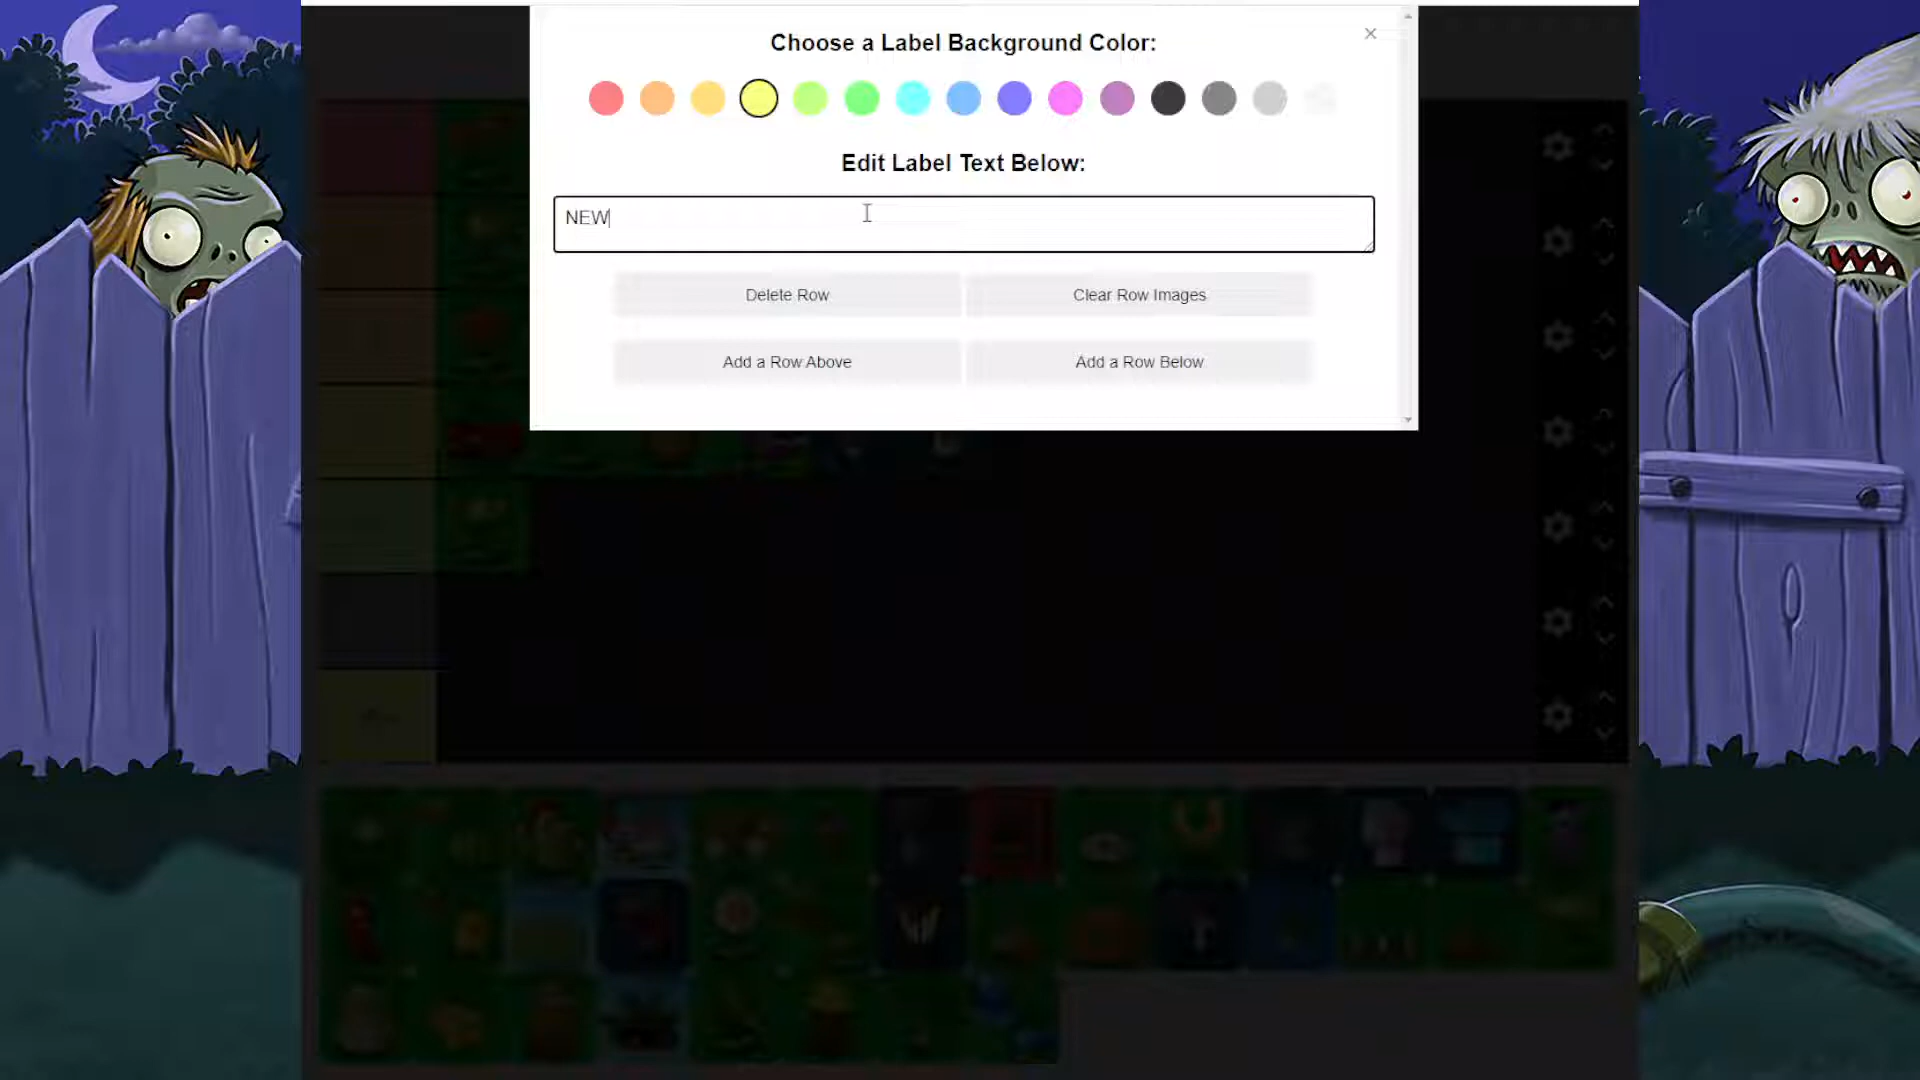 Choose a Label Background Color:
×
Edit Label Text Below:
NEW
Delete Row
Clear Row Images
Add a Row Above
Add a Row Below